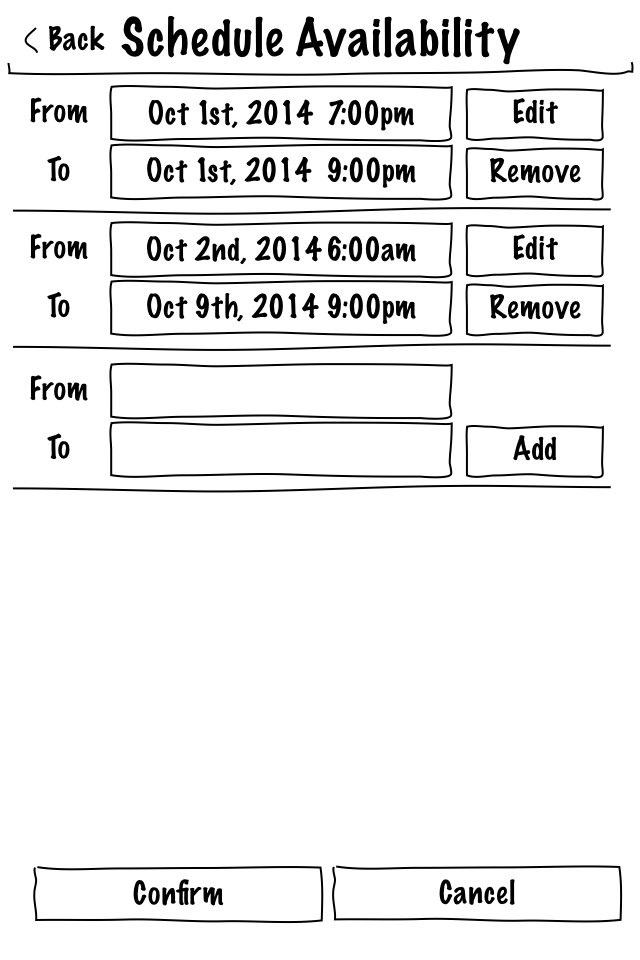 Back Schedule Availability
From Oct 1st, 2014 7:00pm Edit
To Oct 1st, 2014 9:00pm Remove
From Oct 2nd, 2014 6:00am Edit
To Oct 9th, 2014 9:00pm Remove
From
To Add
Confirm Cancel